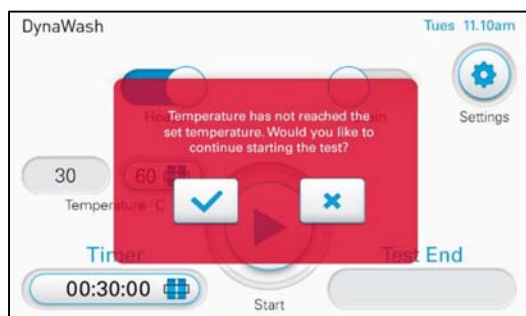 DynaWash
Tues 11.10am
Temperature has not reached the
set temperature. Would you like to
continue starting the test?
Settings
30
60
Temperature °C
Timer
Test End
00:30:00
Start